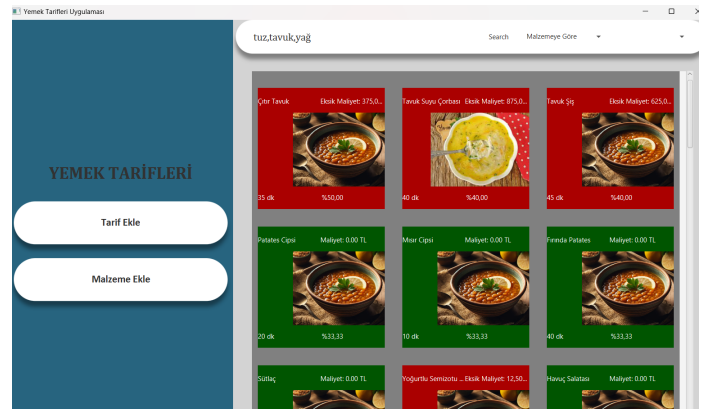 Yemek Tarifleri Uygulaması
tuz,tavuk,yağ
Search
Malzemeye Göre
YEMEK TARİFLERİ
Tarif Ekle
Malzeme Ekle
Çıtır Tavuk Eksik Maliyet: 375,0...
35 dk %50,00
Tavuk Suyu Çorbası Eksik Maliyet: 875,0...
40 dk %40,00
Tavuk Şiş Eksik Maliyet: 625,0...
45 dk %40,00
Patates Cipsi Maliyet: 0.00 TL
20 dk %33,33
Mısır Cipsi Maliyet: 0.00 TL
10 dk %33,33
Fırında Patates Maliyet: 0.00 TL
40 dk %33,33
Sütlaç Maliyet: 0.00 TL
Yoğurtlu Semizotu ... Eksik Maliyet: 12,50...
Havuç Salatası Maliyet: 0.00 TL